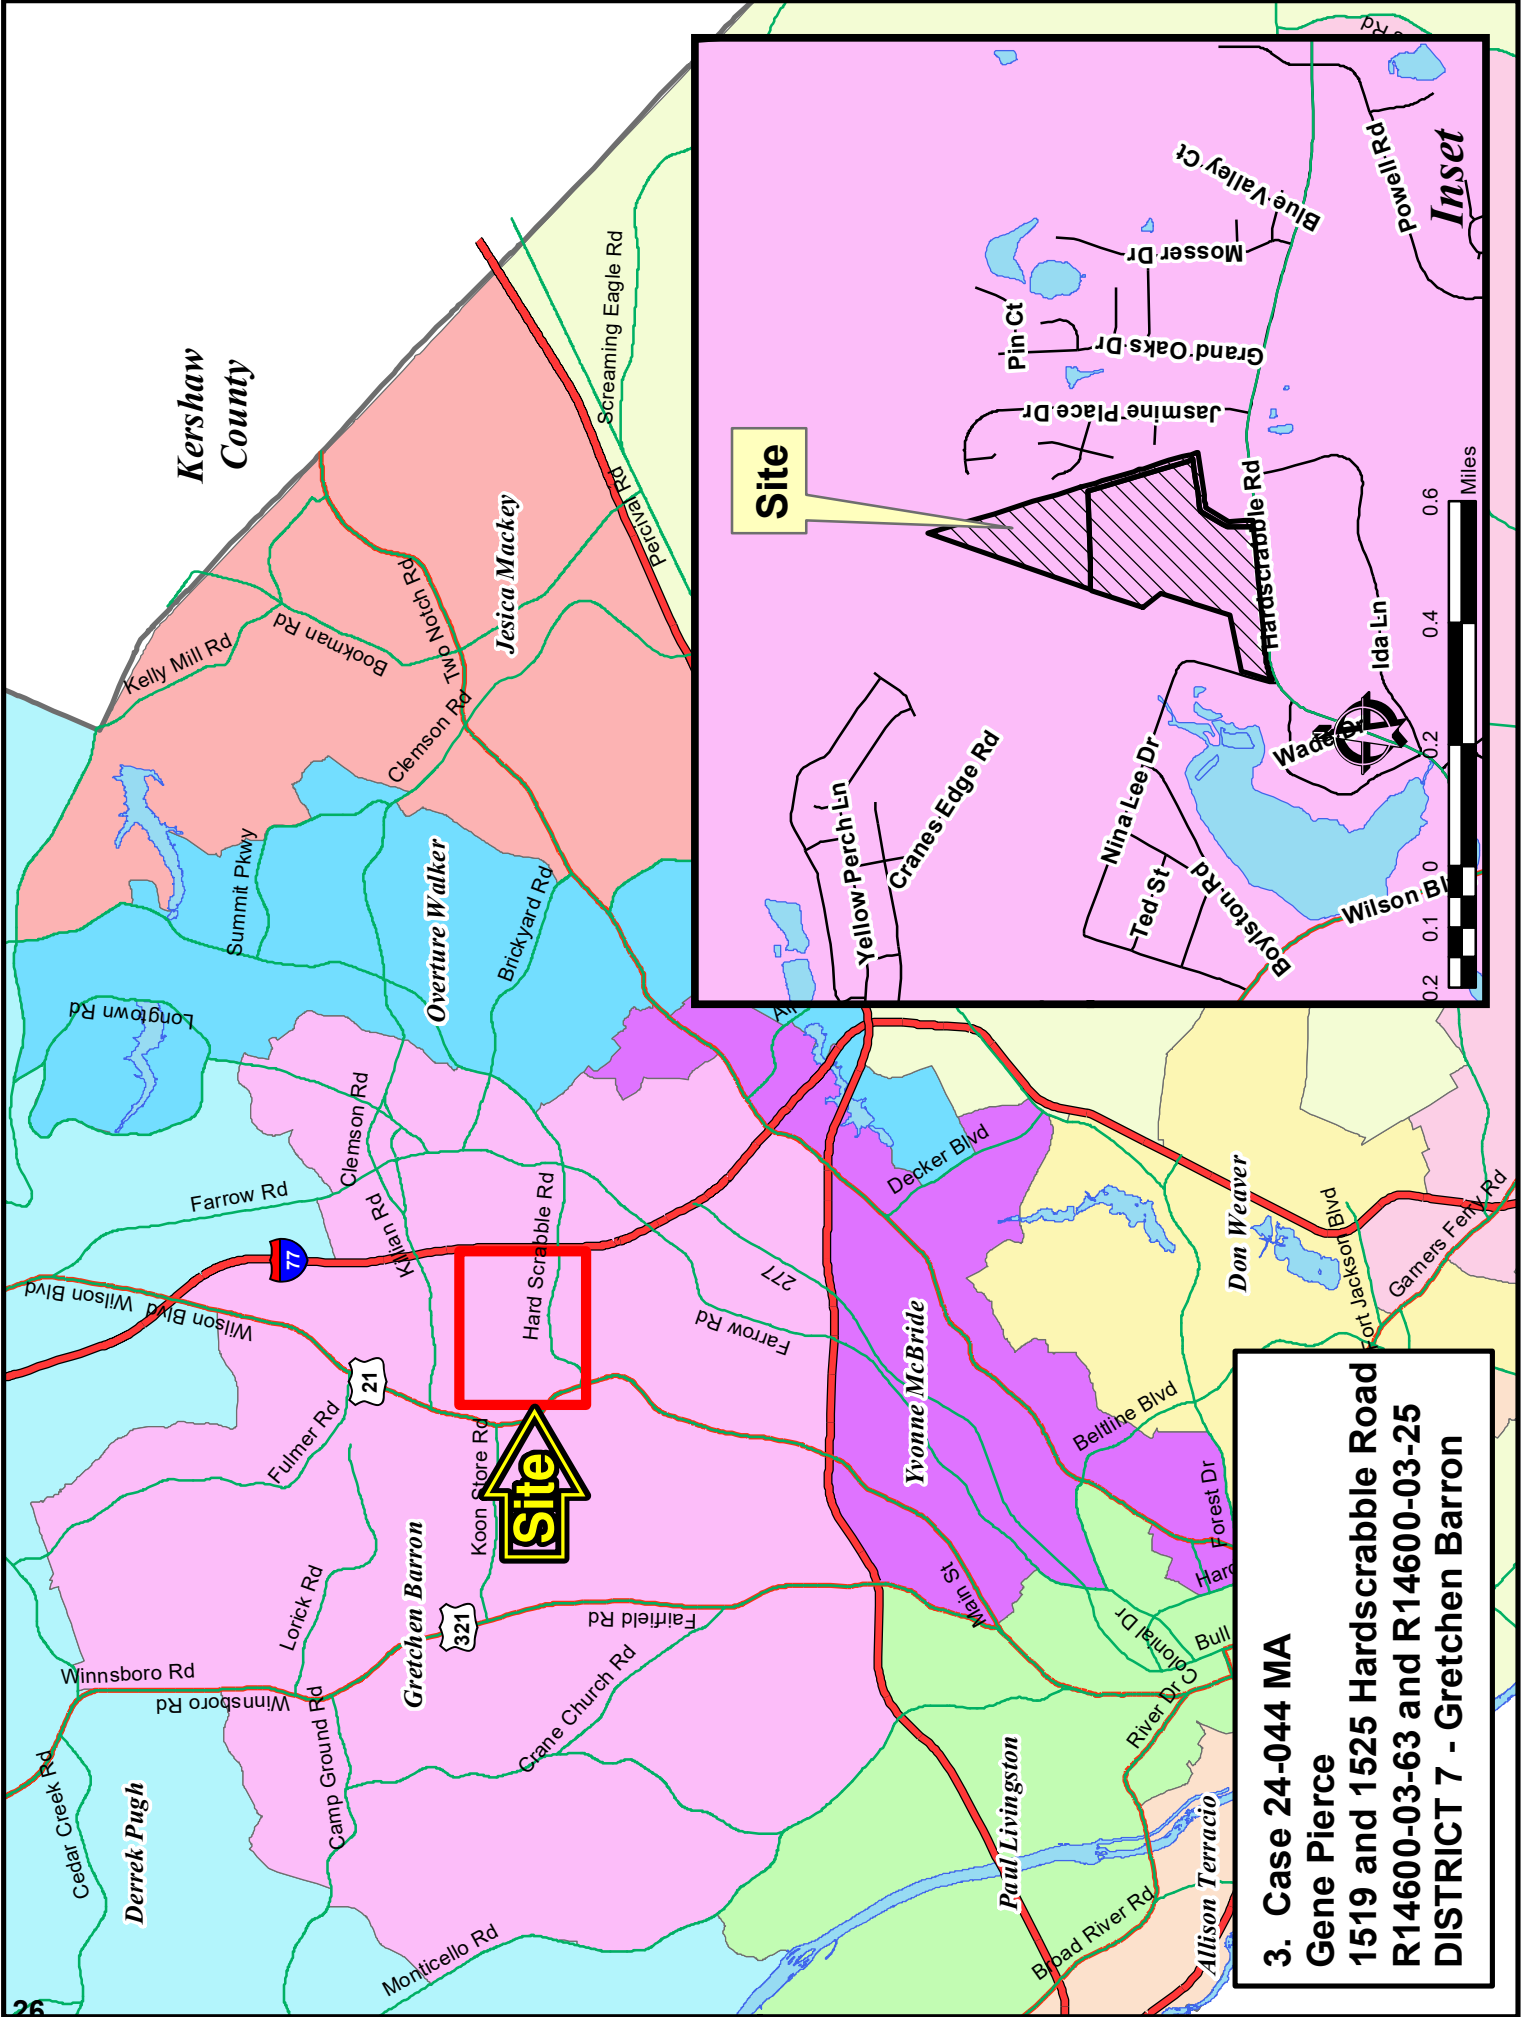 26
Kershaw
County
Derrek Pugh
Gretchen Barron
Overture Walker
Jesica Mackey
Yvonne McBride
Don Weaver
Paul Livingston
Allison Terracio
Cedar Creek Rd
Winnsboro Rd
Winnsboro Rd
Lorick Rd
Camp Ground Rd
Crane Church Rd
Monticello Rd
Fairfield Rd
321
Koon Store Rd
Fulmer Rd
21
Wilson Blvd
Wilson Blvd
Wilson Blvd
77
Farrow Rd
Killian Rd
Clemson Rd
Longtown Rd
Summit Pkwy
Brickyard Rd
Clemson Rd
Two Notch Rd
Kelly Mill Rd
Bookman Rd
Percival Rd
Screaming Eagle Rd
Hard Scrabble Rd
Farrow Rd
277
Decker Blvd
Beltline Blvd
Forest Dr
Main St
Colonial Dr
Bull
River Dr
Broad River Rd
Fort Jackson Blvd
Garners Ferry Rd
Site
Site
Pin Ct
Blue Valley Ct
Mosser Dr
Grand Oaks Dr
Jasmine Place Dr
Hardscrabble Rd
Powell Rd
Inset
Ida Ln
Wade Dr
Yellow Perch Ln
Cranes Edge Rd
Nina Lee Dr
Ted St
Boylston Rd
Wilson Bl
0.2 0.1 0 0.2 0.4 0.6
Miles
3. Case 24-044 MA
Gene Pierce
1519 and 1525 Hardscrabble Road
R14600-03-63 and R14600-03-25
DISTRICT 7 - Gretchen Barron